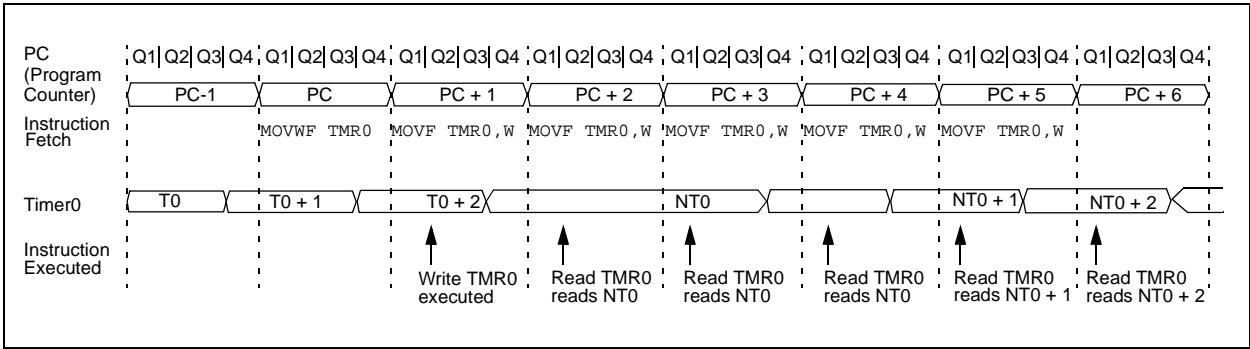 PC (Program Counter)
Q1 Q2 Q3 Q4 Q1 Q2 Q3 Q4 Q1 Q2 Q3 Q4 Q1 Q2 Q3 Q4 Q1 Q2 Q3 Q4 Q1 Q2 Q3 Q4 Q1 Q2 Q3 Q4 Q1 Q2 Q3 Q4
PC-1 PC PC + 1 PC + 2 PC + 3 PC + 4 PC + 5 PC + 6
Instruction Fetch
MOVWF TMR0 MOVF TMR0,W MOVF TMR0,W MOVF TMR0,W MOVF TMR0,W MOVF TMR0,W
Timer0
T0 T0 + 1 T0 + 2 NT0 NT0 + 1 NT0 + 2
Instruction Executed
Write TMR0 executed
Read TMR0 reads NT0
Read TMR0 reads NT0
Read TMR0 reads NT0
Read TMR0 reads NT0 + 1
Read TMR0 reads NT0 + 2